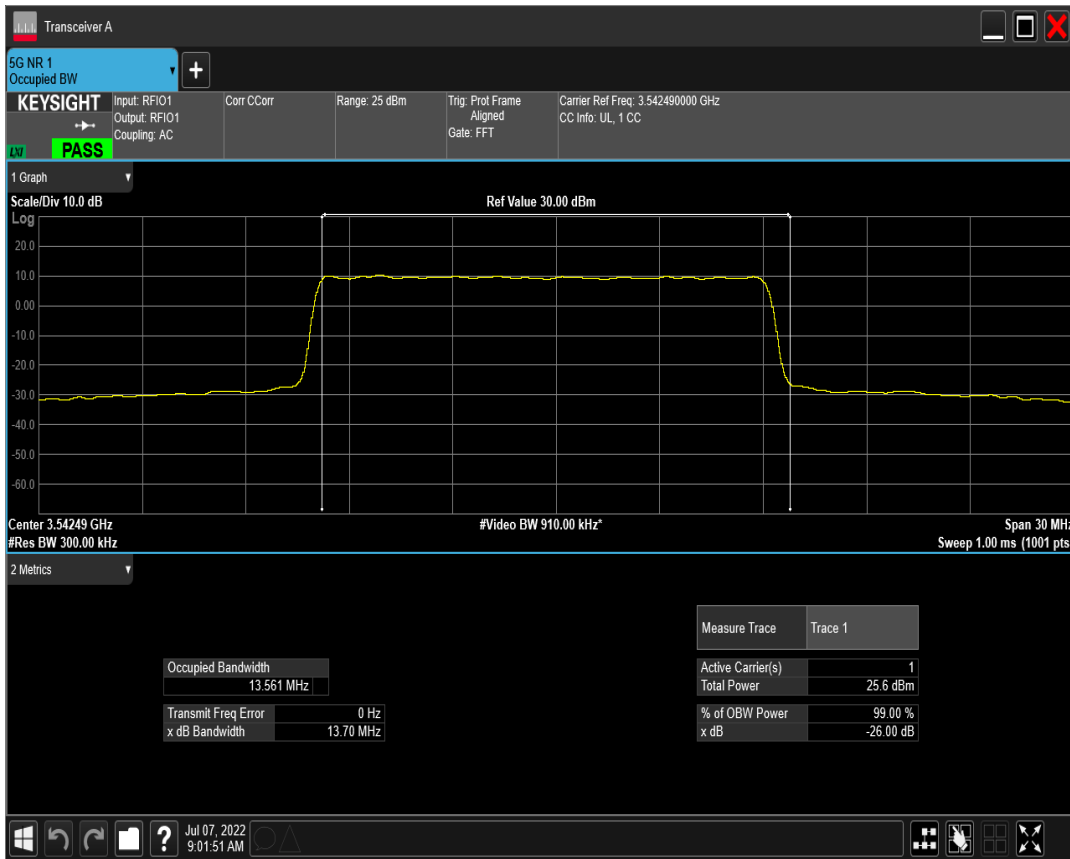 Transceiver A
5G NR 1
Occupied BW
KEYSIGHT
LXI
PASS
Input: RFIO1
Output: RFIO1
Coupling: AC
Corr CCorr
Range: 25 dBm
Trig: Prot Frame
Aligned
Gate: FFT
Carrier Ref Freq: 3.542490000 GHz
CC Info: UL, 1 CC
1 Graph
Scale/Div 10.0 dB
Ref Value 30.00 dBm
Log
20.0
10.0
0.00
-10.0
-20.0
-30.0
-40.0
-50.0
-60.0
Center 3.54249 GHz
#Video BW 910.00 kHz*
Span 30 MHz
#Res BW 300.00 kHz
Sweep 1.00 ms (1001 pts
2 Metrics
Measure Trace Trace 1
Occupied Bandwidth
13.561 MHz
Active Carrier(s) 1
Total Power 25.6 dBm
Transmit Freq Error 0 Hz
x dB Bandwidth 13.70 MHz
% of OBW Power 99.00 %
x dB -26.00 dB
?
Jul 07, 2022
9:01:51 AM